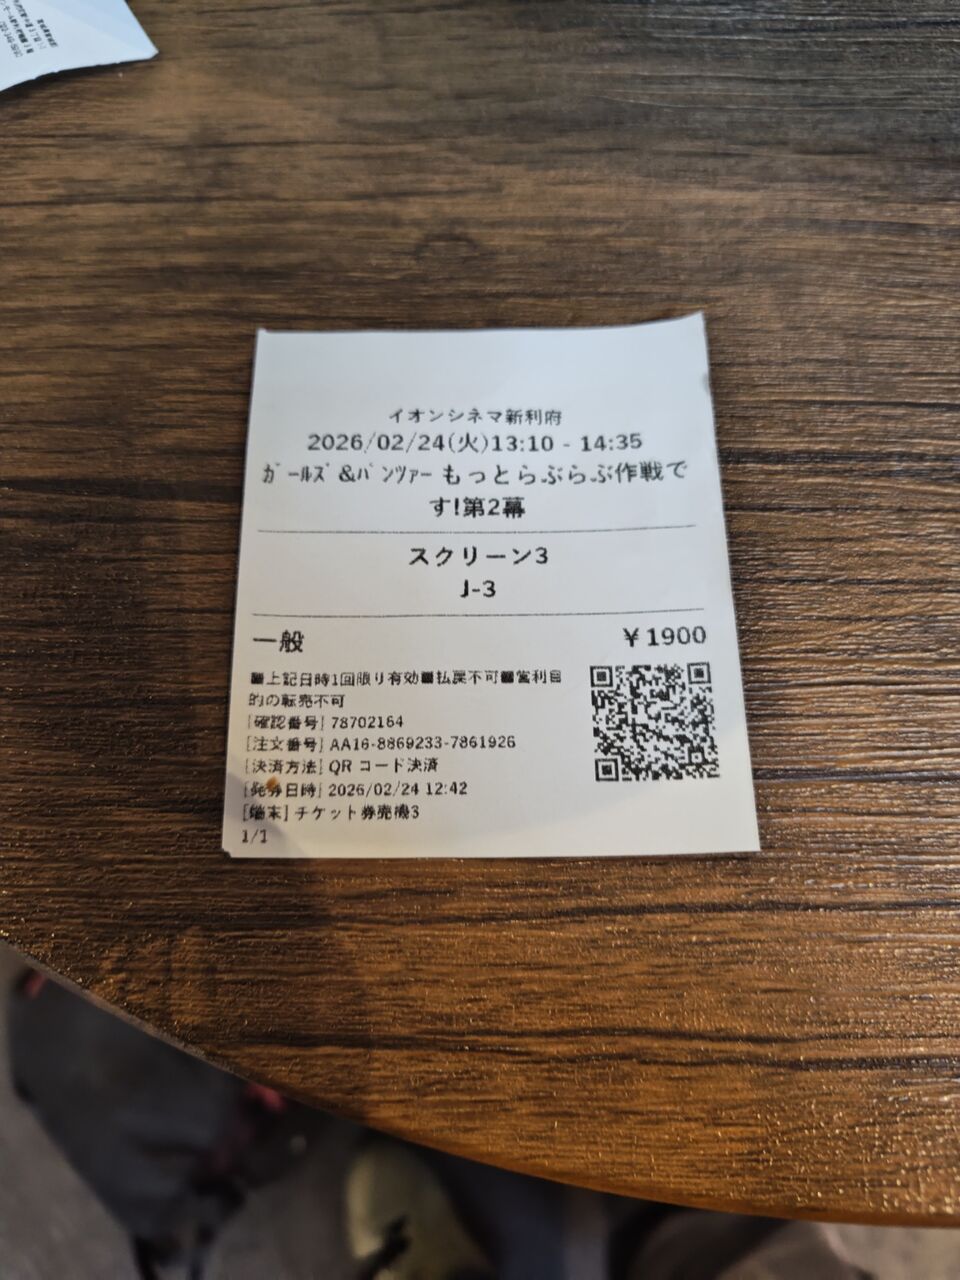 イオンシネマ新利府
2026/02/24(火)13:10 - 14:35
ｶﾞｰﾙｽﾞ&ﾊﾟﾝﾂｧｰ もっとらぶらぶ作戦で
す!第2幕
スクリーン3
J-3
一般 ￥1900
■上記日時1回限り有効■払戻不可■営利目
的の転売不可
[確認番号] 78702164
[注文番号] AA16-8869233-7861926
[決済方法] QR コード決済
[発券日時] 2026/02/24 12:42
[端末] チケット券売機3
1/1